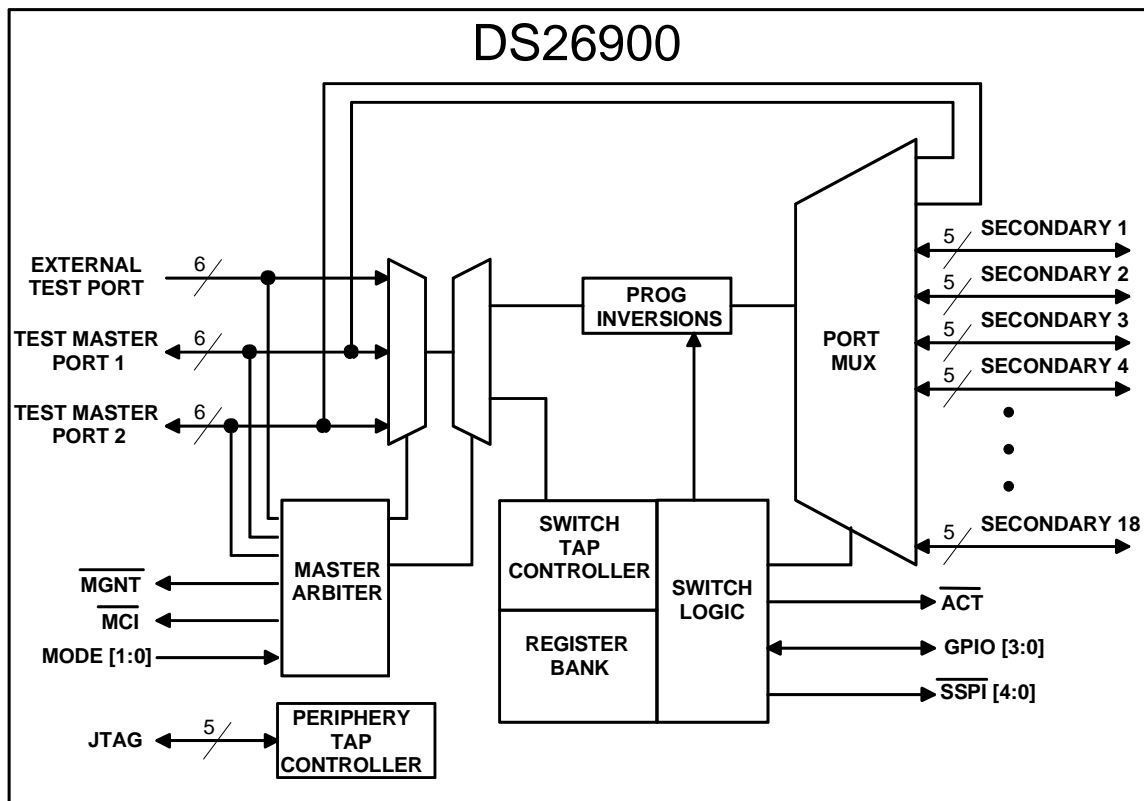 DS26900
EXTERNAL
TEST PORT
6
TEST MASTER
PORT 1
6
TEST MASTER
PORT 2
6
PROG
INVERSIONS
PORT
MUX
5
SECONDARY 1
5
SECONDARY 2
5
SECONDARY 3
5
SECONDARY 4
5
SECONDARY 18
MASTER
ARBITER
MGNT
MCI
MODE [1:0]
SWITCH
TAP
CONTROLLER
REGISTER
BANK
SWITCH
LOGIC
ACT
GPIO [3:0]
SSPI [4:0]
JTAG
5
PERIPHERY
TAP
CONTROLLER